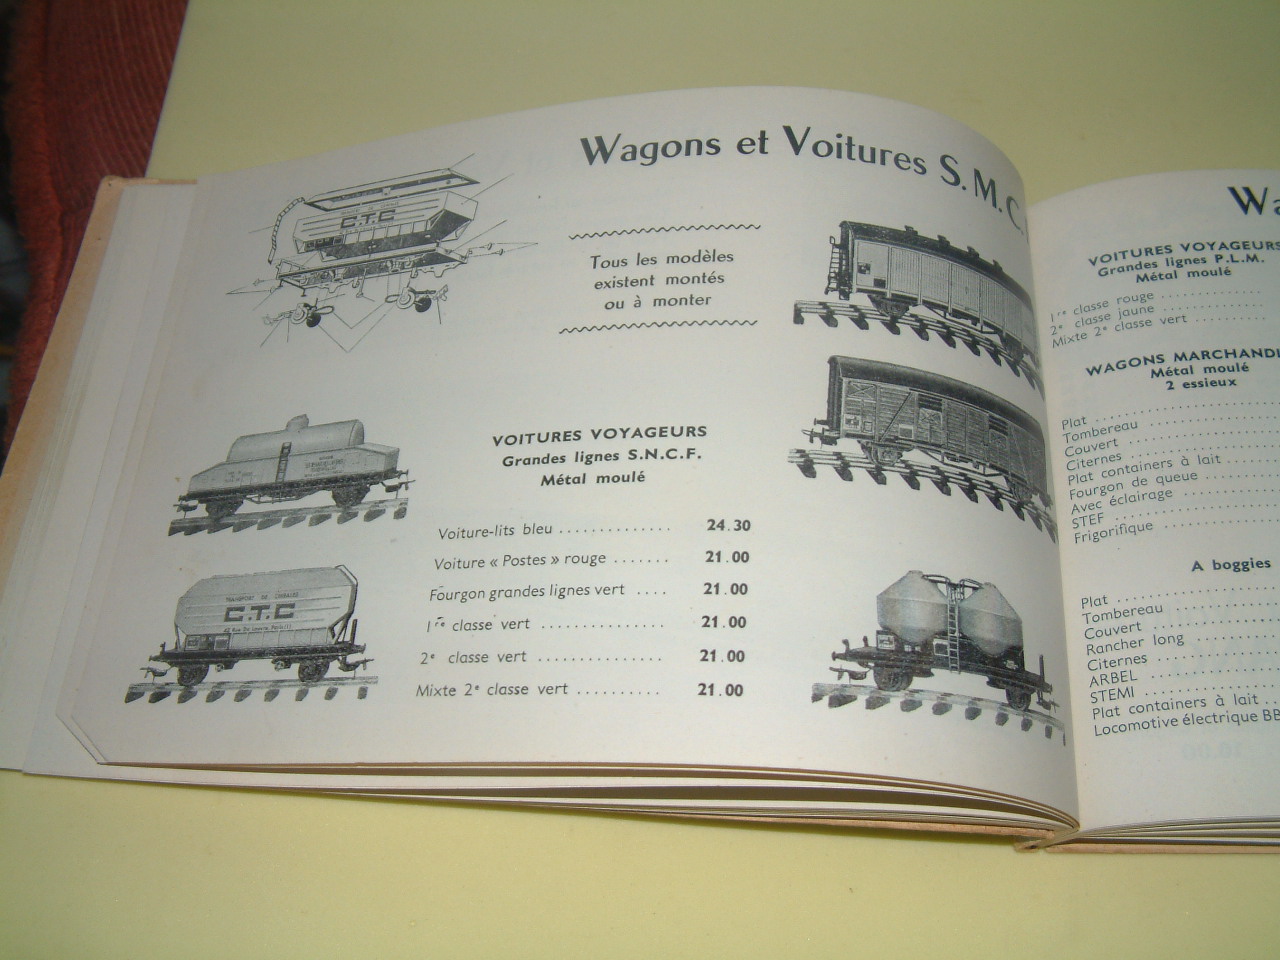 Wagons et Voitures S.M.C
C.T.C
Tous les modèles
existent montés
ou à monter
TRANSPORT DE CEREALES
C.T.C
VOITURES VOYAGEURS
Grandes lignes S.N.C.F.
Métal moulé
Voiture-lits bleu ............. 24.30
Voiture « Postes » rouge ....... 21.00
Fourgon grandes lignes vert .... 21.00
1re classe vert ............. 21.00
2e classe vert .............. 21.00
Mixte 2e classe vert .......... 21.00
Wa
VOITURES VOYAGEURS
Grandes lignes P.L.M.
Métal moulé
1re classe rouge .............
2e classe jaune .............
Mixte 2e classe vert .........
WAGONS MARCHANDI
Métal moulé
2 essieux
Plat ....................
Tombereau ...............
Couvert .................
Citernes ................
Plat containers à lait .......
Fourgon de queue .........
Avec éclairage ...........
STEF ....................
Frigorifique ..............
A boggies
Plat ....................
Tombereau ...............
Couvert .................
Rancher long ............
Citernes ................
ARBEL ..................
STEMI ..................
Plat containers à lait ...
Locomotive électrique BB